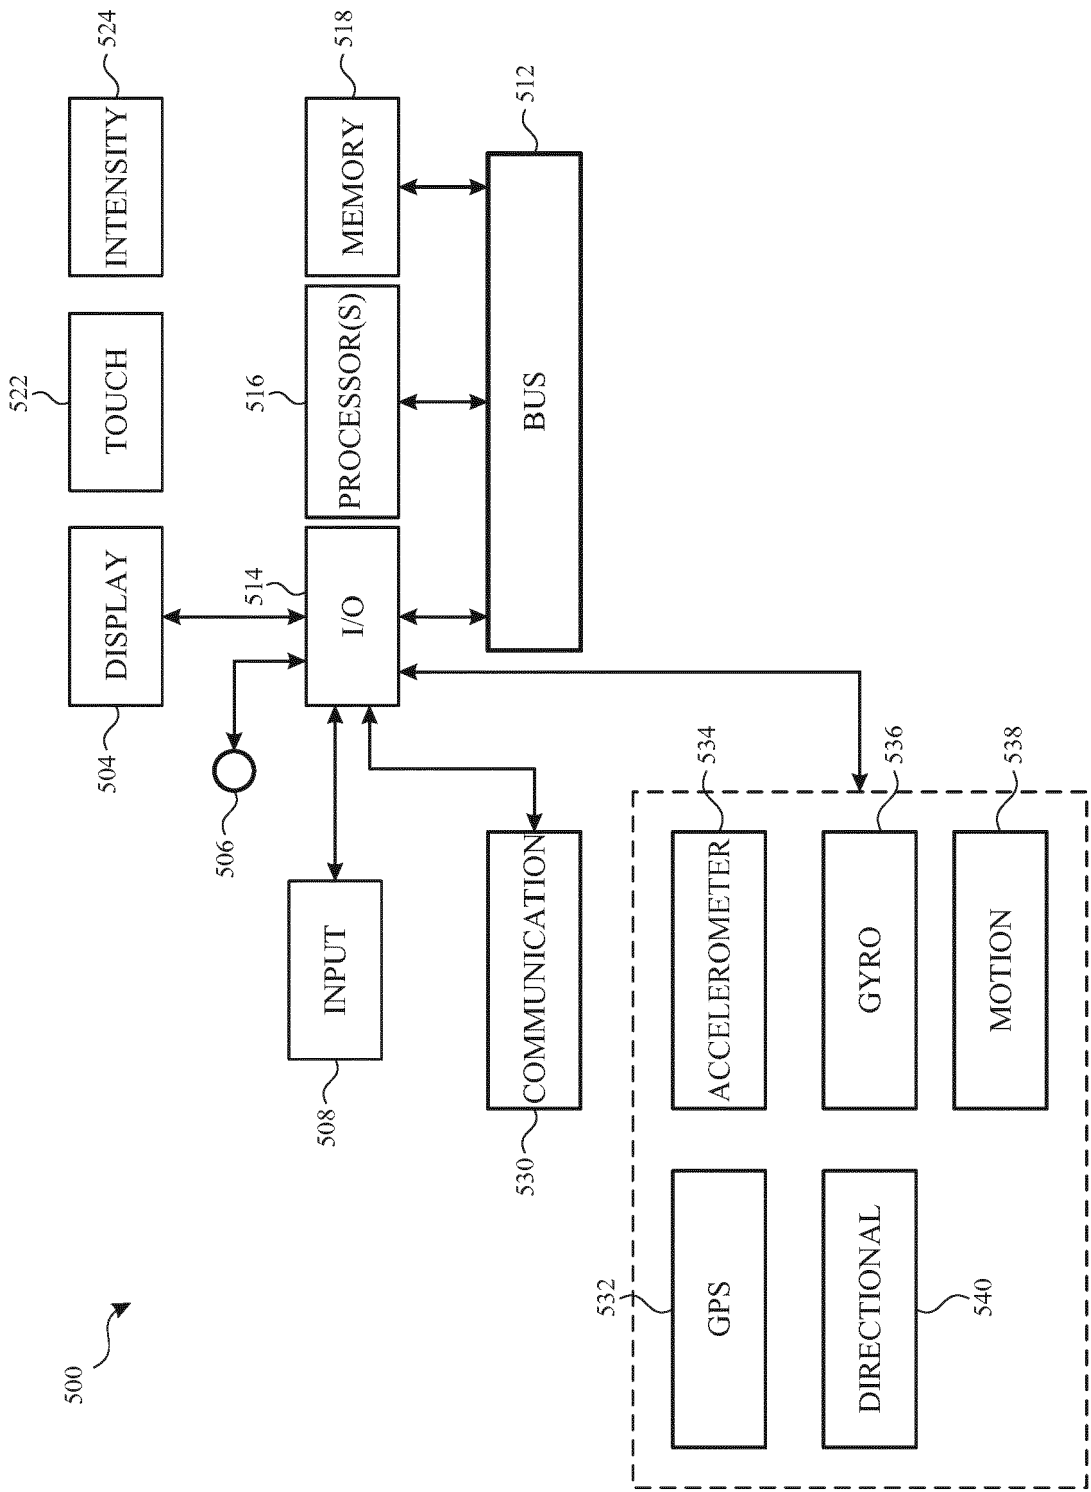 500
504
DISPLAY
522
TOUCH
524
INTENSITY
506
508
INPUT
514
I/O
516
PROCESSOR(S)
518
MEMORY
530
COMMUNICATION
512
BUS
532
GPS
534
ACCELEROMETER
540
DIRECTIONAL
536
GYRO
538
MOTION